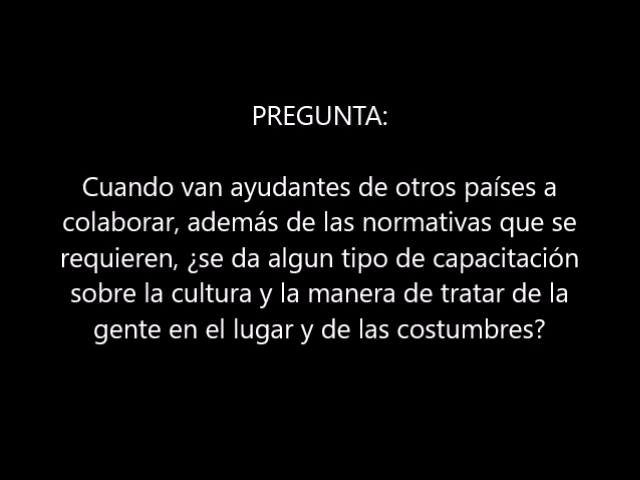 PREGUNTA:
Cuando van ayudantes de otros países a
colaborar, además de las normativas que se
requieren, ¿se da algun tipo de capacitación
sobre la cultura y la manera de tratar de la
gente en el lugar y de las costumbres?